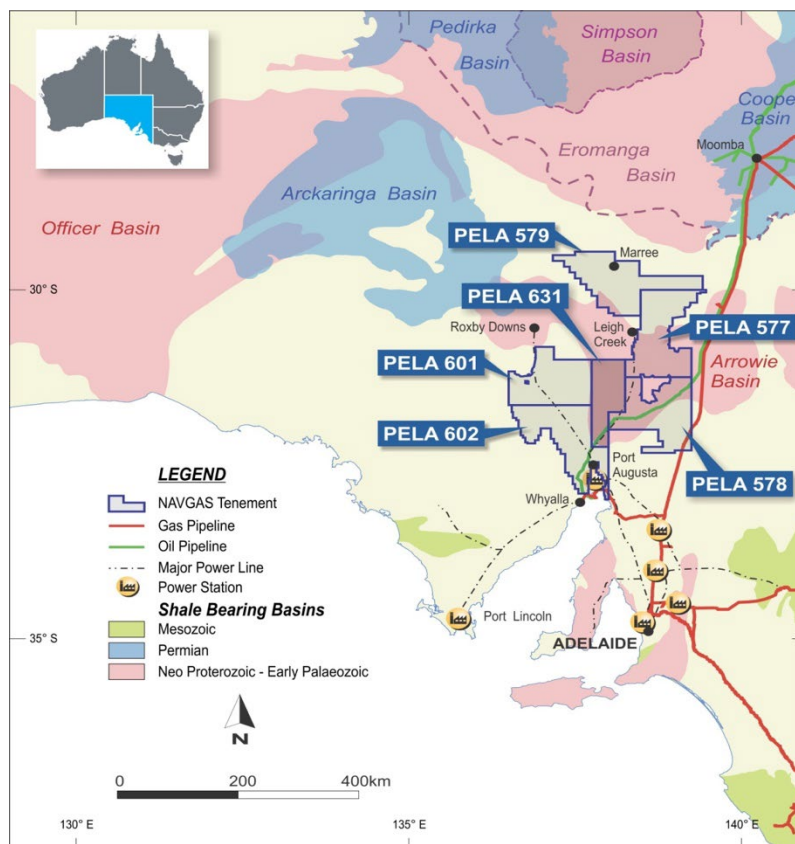 Pedirka
Basin
Simpson
Basin
Cooper
Basin
Moomba
Eromanga
Basin
Arckaringa Basin
Officer Basin
PELA 579
Marree
30° S
PELA 631
Roxby Downs
Leigh
Creek
PELA 577
PELA 601
Arrowie
Basin
PELA 602
Port
Augusta
PELA 578
Whyalla
LEGEND
NAVGAS Tenement
Gas Pipeline
Oil Pipeline
Major Power Line
Power Station
Shale Bearing Basins
Mesozoic
Permian
Neo Proterozoic - Early Palaeozoic
Port Lincoln
35° S
ADELAIDE
N
0 200 400km
130° E 135° E 140° E